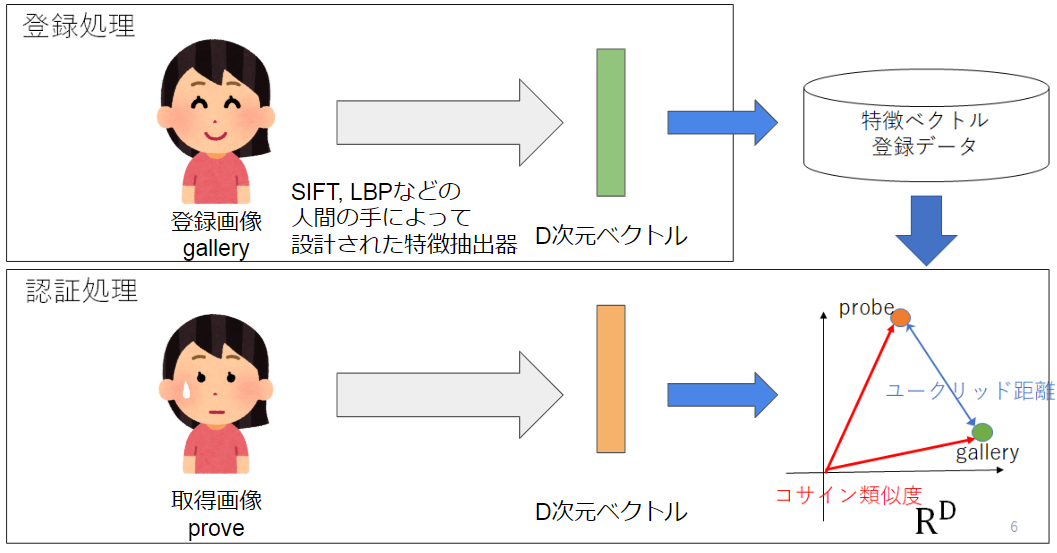 登録処理
登録画像
gallery
SIFT, LBPなどの
人間の手によって
設計された特徴抽出器
D次元ベクトル
特徴ベクトル
登録データ
認証処理
取得画像
prove
D次元ベクトル
probe
ユークリッド距離
gallery
コサイン類似度
R^D
6